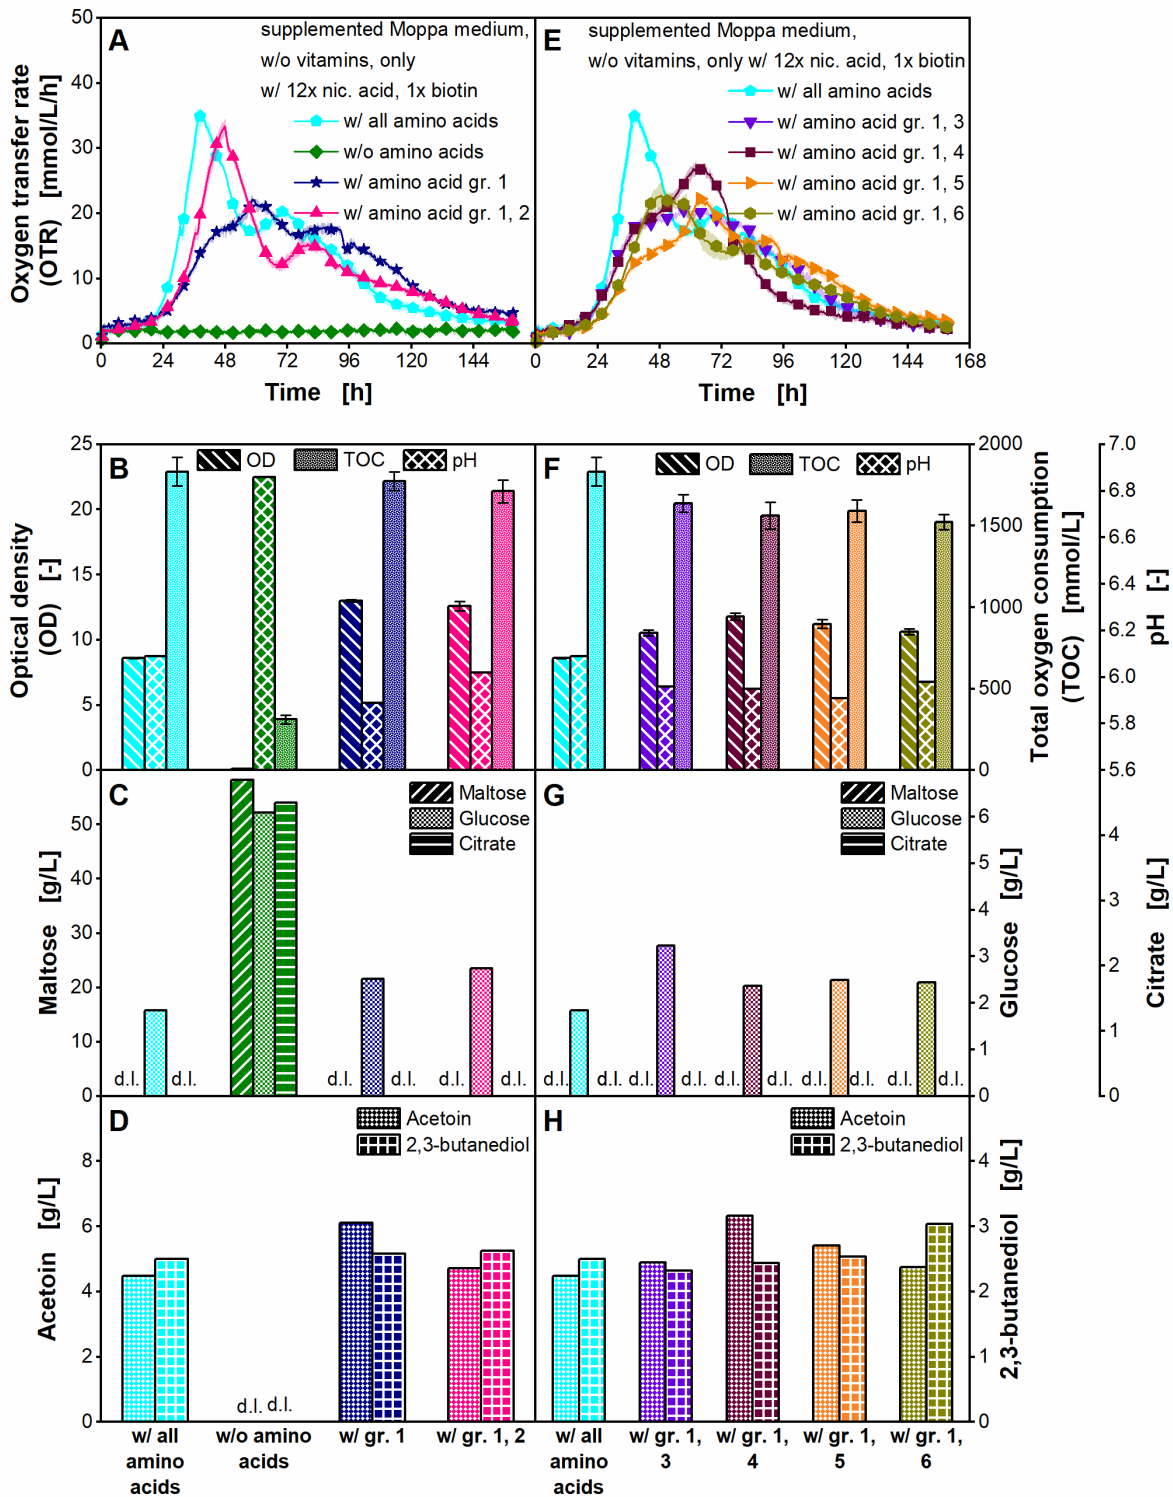 A
supplemented Moppa medium,
w/o vitamins, only
w/ 12x nic. acid, 1x biotin
w/ all amino acids
w/o amino acids
w/ amino acid gr. 1
w/ amino acid gr. 1, 2
Oxygen transfer rate
(OTR) [mmol/L/h]
50
40
30
20
10
0
0
24
48
72
96
120
144
Time [h]
E
supplemented Moppa medium,
w/o vitamins, only w/ 12x nic. acid, 1x biotin
w/ all amino acids
w/ amino acid gr. 1, 3
w/ amino acid gr. 1, 4
w/ amino acid gr. 1, 5
w/ amino acid gr. 1, 6
0
24
48
72
96
120
144
168
Time [h]
B
OD
TOC
pH
Optical density
(OD) [-]
25
20
15
10
5
0
F
OD
TOC
pH
2000
1500
1000
500
0
Total oxygen consumption
(TOC) [mmol/L]
7.0
6.8
6.6
6.4
6.2
6.0
5.8
5.6
pH [-]
C
Maltose
Glucose
Citrate
Maltose [g/L]
50
40
30
20
10
0
d.l.
d.l.
d.l.
d.l.
d.l.
d.l.
G
Maltose
Glucose
Citrate
d.l.
d.l.
d.l.
d.l.
d.l.
d.l.
d.l.
d.l.
d.l.
d.l.
6
5
4
3
2
1
0
Glucose [g/L]
4
3
2
1
0
Citrate [g/L]
D
Acetoin
2,3-butanediol
Acetoin [g/L]
8
6
4
2
0
d.l.
d.l.
w/ all
amino
acids
w/o amino
acids
w/ gr. 1
w/ gr. 1, 2
H
Acetoin
2,3-butanediol
4
3
2
1
0
2,3-butanediol [g/L]
w/ all
amino
acids
w/ gr. 1,
3
w/ gr. 1,
4
w/ gr. 1,
5
w/ gr. 1,
6